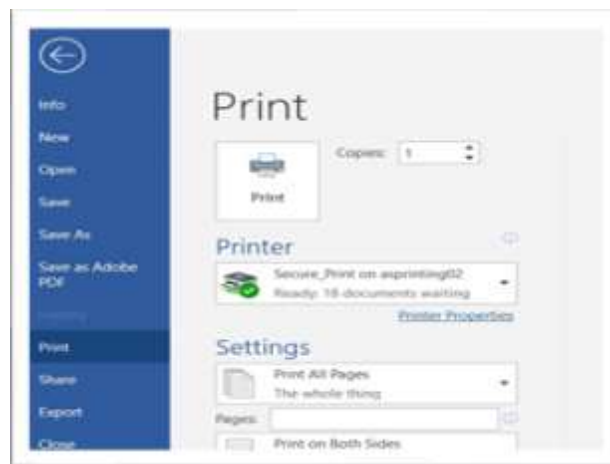 Info
New
Open
Save
Save As
Save as Adobe
PDF
Print
Share
Export
Close
Print
Copies: 1
Print
Printer
Secure_Print on asprinting02
Ready: 18 documents waiting
Printer Properties
Settings
Print All Pages
The whole thing
Pages:
Print on Both Sides